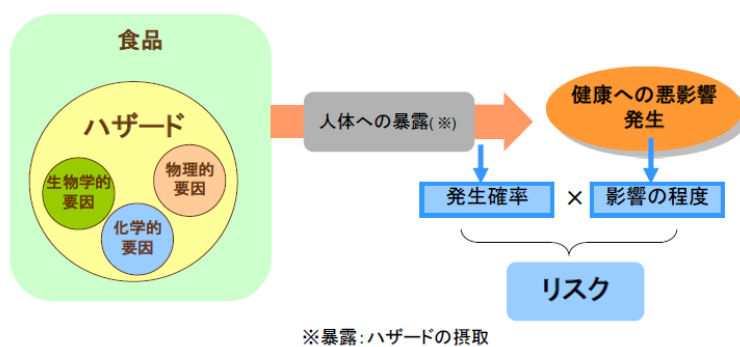 食品
ハザード
生物学的
要因
物理的
要因
化学的
要因
人体への暴露(※)
健康への悪影響
発生
発生確率
×
影響の程度
リスク
※暴露:ハザードの摂取